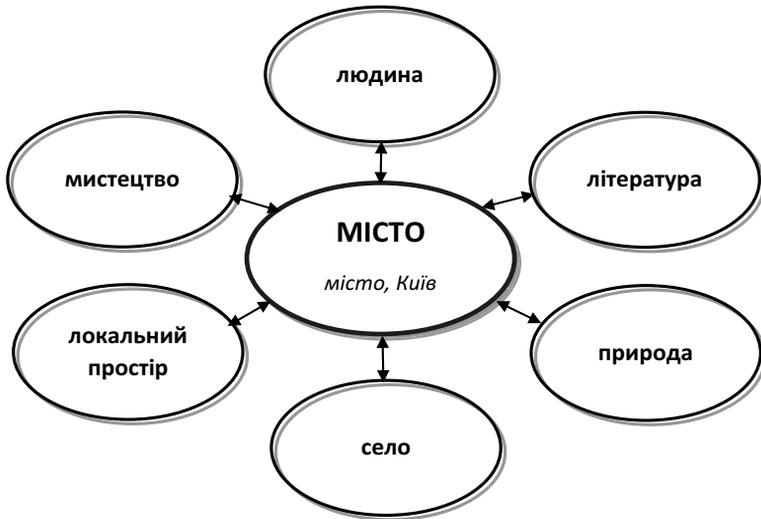 людина
мистецтво
література
МІСТО
місто, Київ
локальний
простір
природа
село